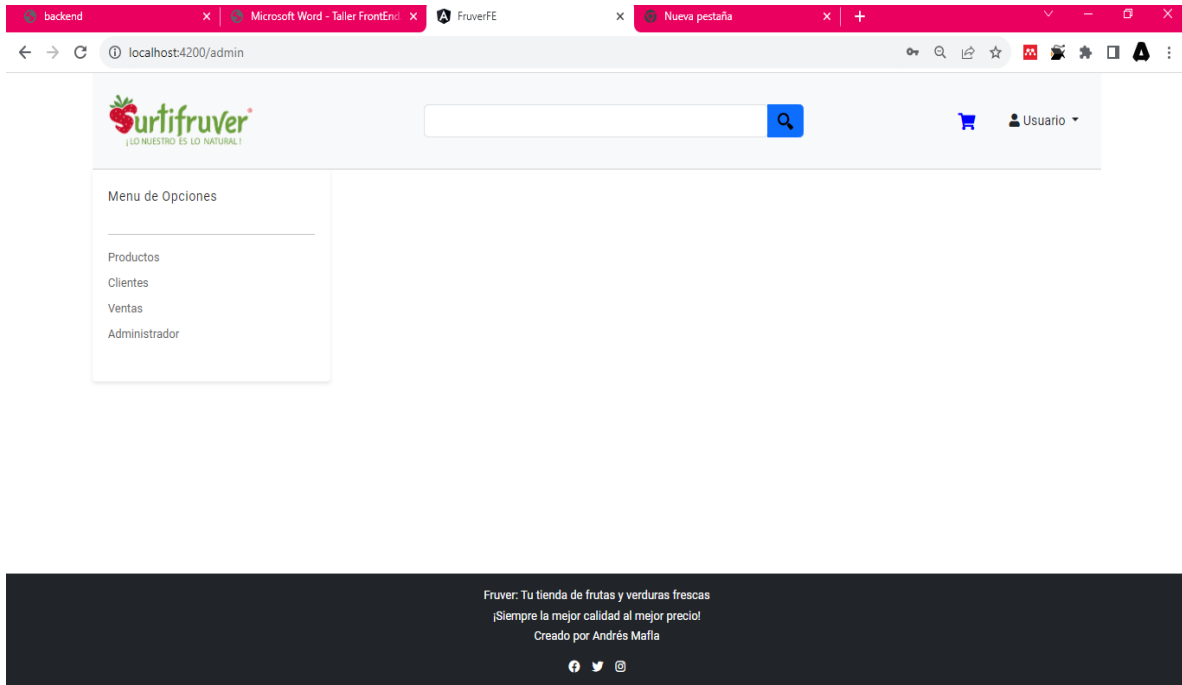 backend
Microsoft Word - Taller FrontEnd.
FruverFE
Nueva pestaña
localhost:4200/admin
Surtifruver
¡LO NUESTRO ES LO NATURAL!
Usuario
Menu de Opciones
Productos
Clientes
Ventas
Administrador
Fruver: Tu tienda de frutas y verduras frescas
¡Siempre la mejor calidad al mejor precio!
Creado por Andrés Mafla